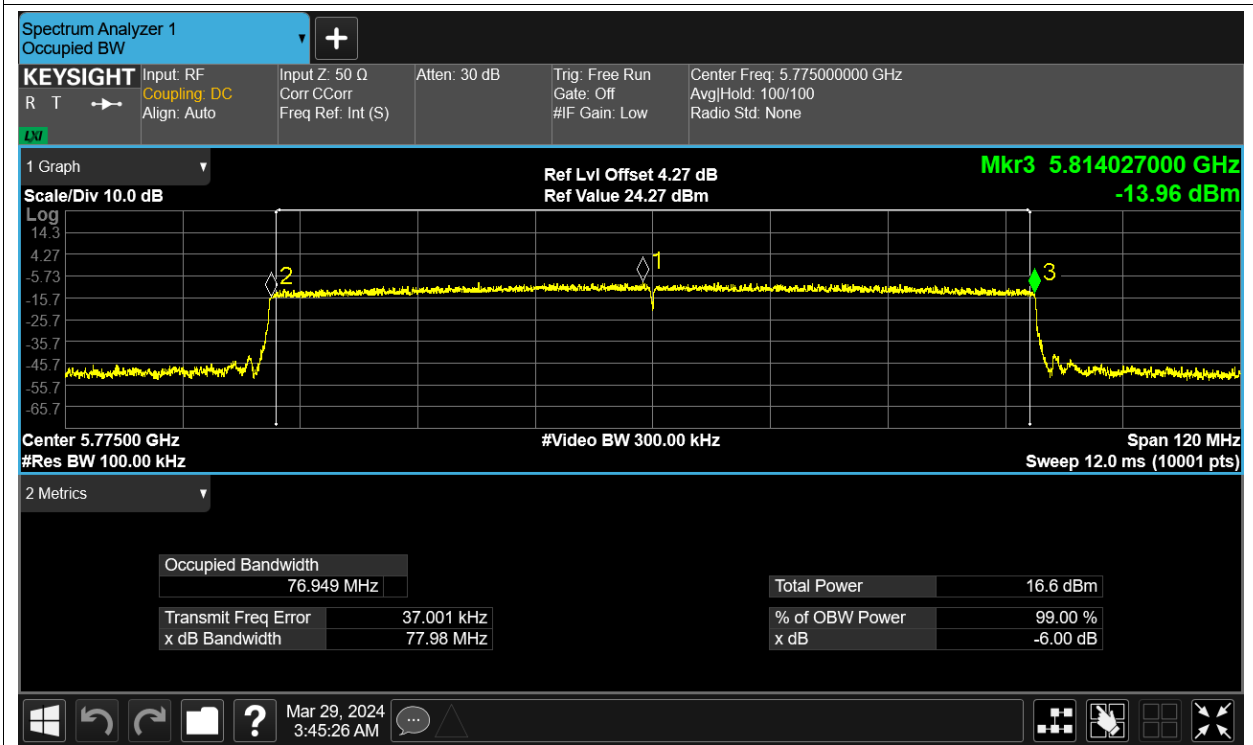 Spectrum Analyzer 1
Occupied BW
KEYSIGHT
R T
LXI
Input: RF
Coupling: DC
Align: Auto
Input Z: 50 Ω
Corr CCorr
Freq Ref: Int (S)
Atten: 30 dB
Trig: Free Run
Gate: Off
#IF Gain: Low
Center Freq: 5.775000000 GHz
Avg|Hold: 100/100
Radio Std: None
1 Graph
Scale/Div 10.0 dB
Ref Lvl Offset 4.27 dB
Ref Value 24.27 dBm
Mkr3 5.814027000 GHz
-13.96 dBm
Log
14.3
4.27
-5.73
-15.7
-25.7
-35.7
-45.7
-55.7
-65.7
2
1
3
Center 5.77500 GHz
#Res BW 100.00 kHz
#Video BW 300.00 kHz
Span 120 MHz
Sweep 12.0 ms (10001 pts)
2 Metrics
Occupied Bandwidth
76.949 MHz
Transmit Freq Error 37.001 kHz
x dB Bandwidth 77.98 MHz
Total Power 16.6 dBm
% of OBW Power 99.00 %
x dB -6.00 dB
?
Mar 29, 2024
3:45:26 AM